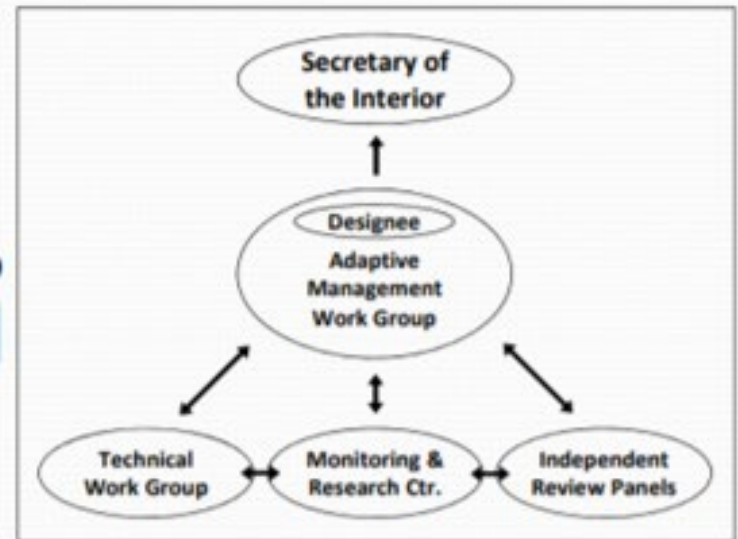 Secretary of
the Interior
Designee
Adaptive
Management
Work Group
Technical
Work Group
Monitoring &
Research Ctr.
Independent
Review Panels